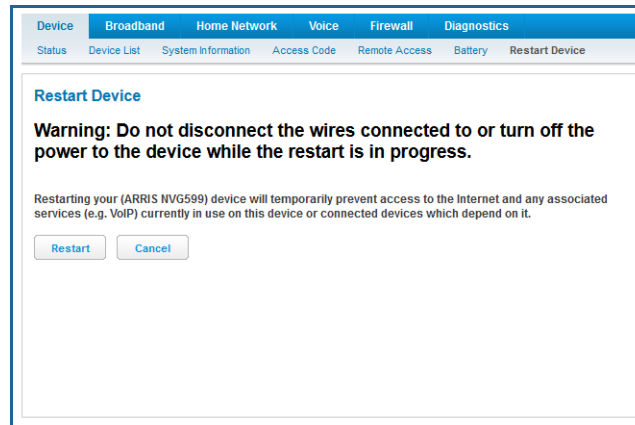 Device Broadband Home Network Voice Firewall Diagnostics
Status Device List System Information Access Code Remote Access Battery Restart Device
Restart Device
Warning: Do not disconnect the wires connected to or turn off the
power to the device while the restart is in progress.
Restarting your (ARRIS NVG599) device will temporarily prevent access to the Internet and any associated
services (e.g. VoIP) currently in use on this device or connected devices which depend on it.
Restart Cancel